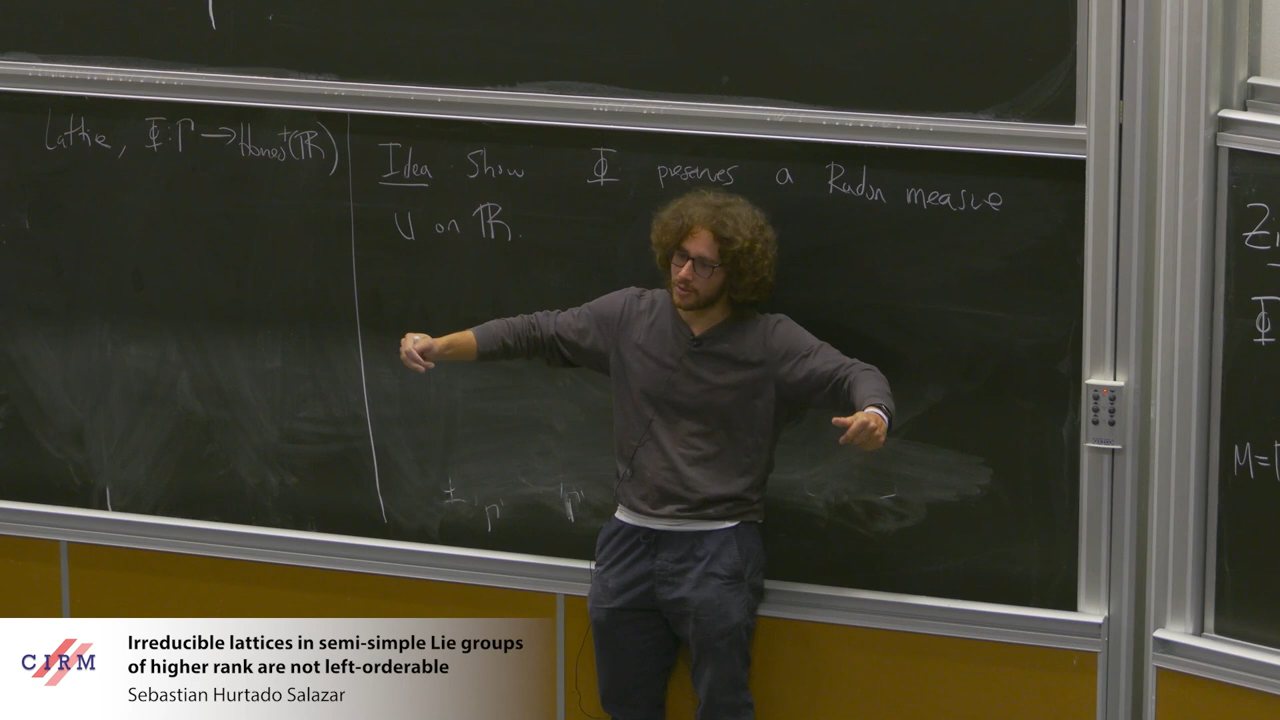 Lattice, Φ: Γ → Homeo⁺(ℝ)
Idea Show Φ preserves a Radon measure
U on ℝ.
Φ
M=
CIRM
Irreducible lattices in semi-simple Lie groups
of higher rank are not left-orderable
Sebastian Hurtado Salazar